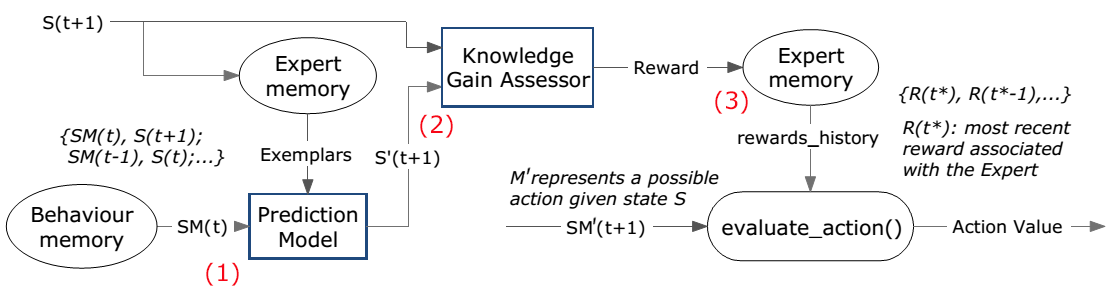 S(t+1)
Expert
memory
Knowledge
Gain Assessor
Reward
Expert
memory
(2)
(3)
{R(t*), R(t*-1),...}
R(t*): most recent
reward associated
with the Expert
{SM(t), S(t+1);
SM(t-1), S(t);...}
Exemplars
S'(t+1)
rewards_history
M' represents a possible
action given state S
Behaviour
memory
SM(t)
Prediction
Model
(1)
SM'(t+1)
evaluate_action()
Action Value